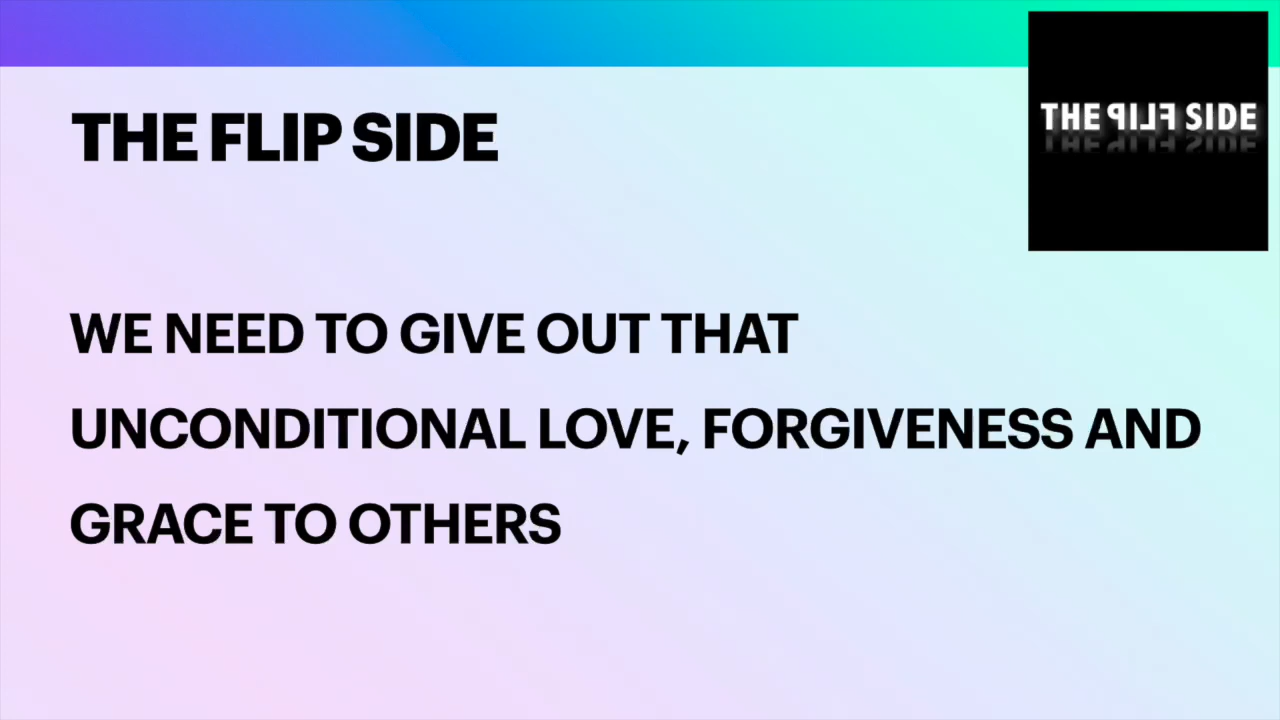 THE FLIP SIDE
THE FLIP SIDE
WE NEED TO GIVE OUT THAT
UNCONDITIONAL LOVE, FORGIVENESS AND
GRACE TO OTHERS